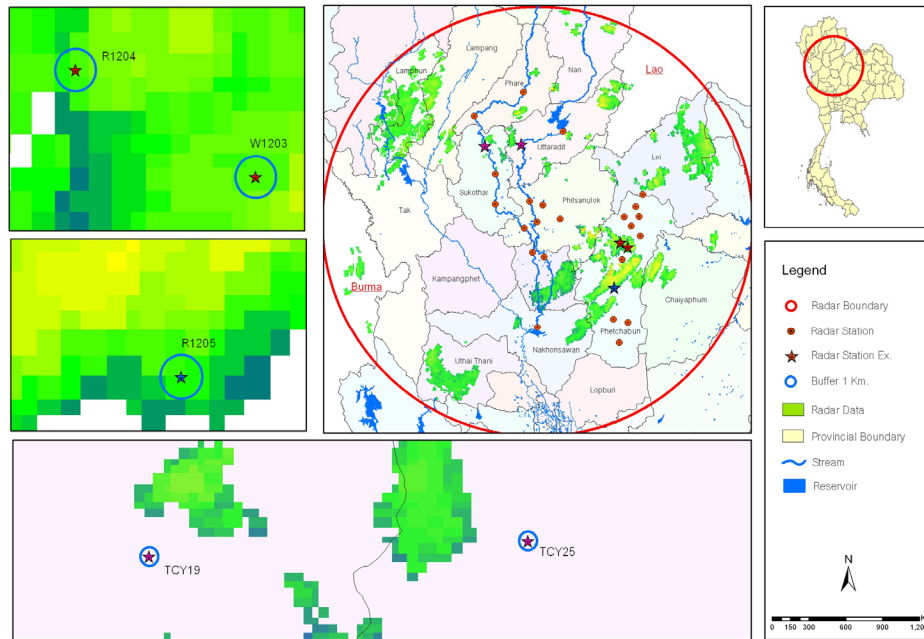 R1204
W1203
R1205
Lampang
Lamphun
Phare
Nan
Lao
Uttaradit
Lei
Sukothai
Phitsanulok
Tak
Kampangphet
Burma
Chaiyaphum
Phetchabun
Nakhonsawan
Uthai Thani
Lopburi
Legend
Radar Boundary
Radar Station
Radar Station Ex.
Buffer 1 Km.
Radar Data
Provincial Boundary
Stream
Reservoir
N
0 150 300 600 900
TCY19
TCY25